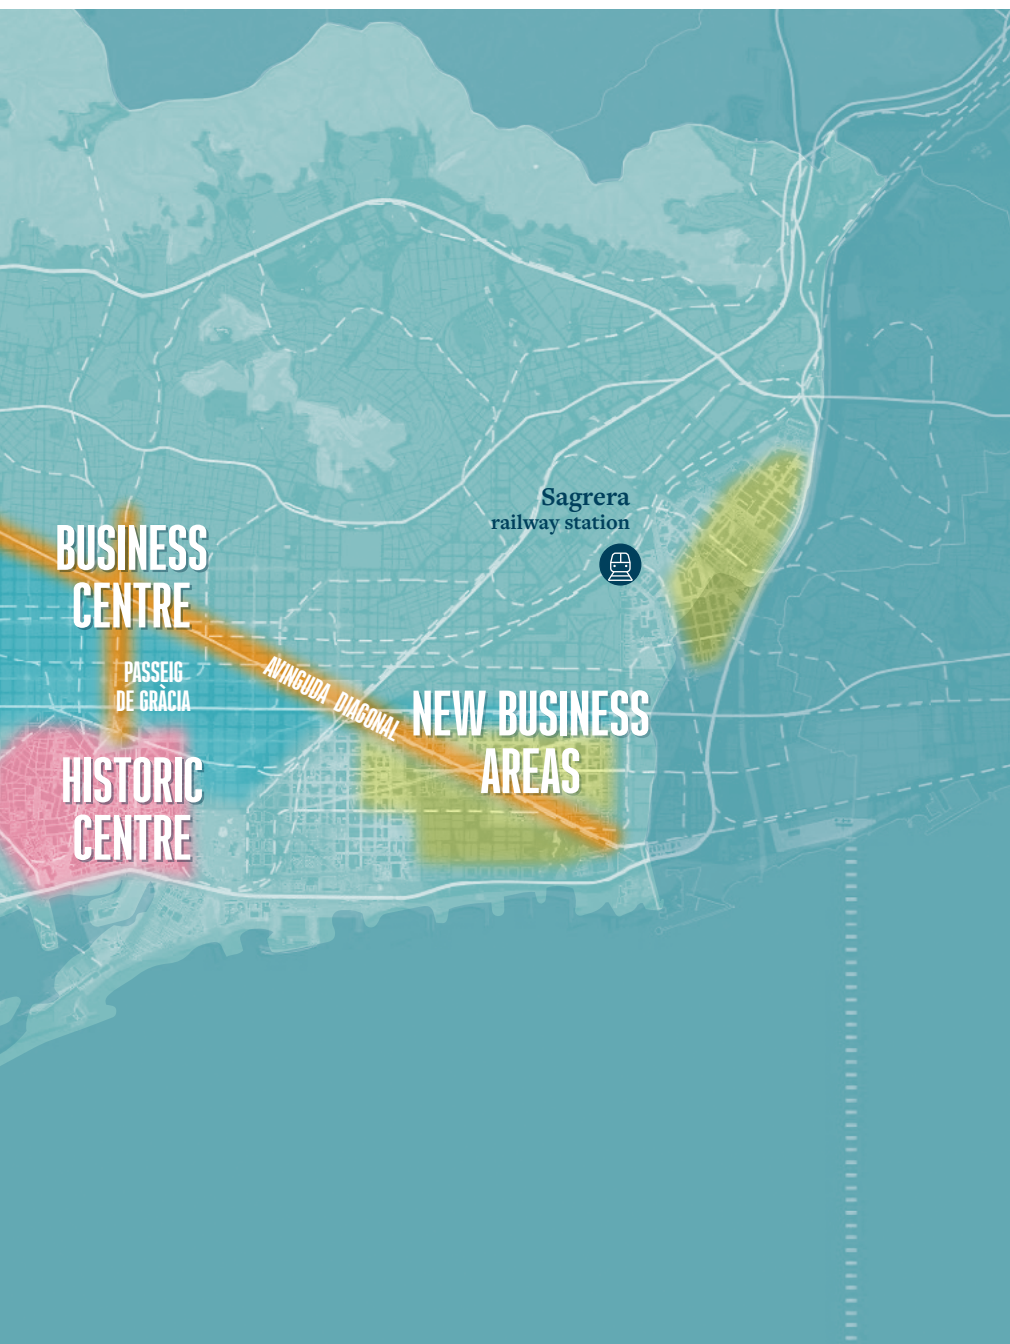 Sagrera
railway station
BUSINESS
CENTRE
PASSEIG
DE GRÀCIA
AVINGUDA DIAGONAL
NEW BUSINESS
AREAS
HISTORIC
CENTRE